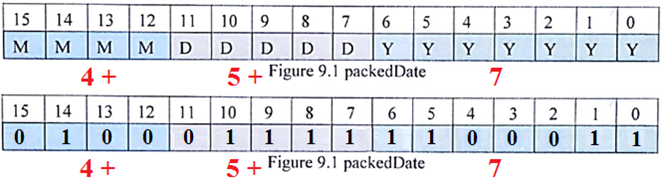 15 14 13 12 11 10 9 8 7 6 5 4 3 2 1 0
M M M M D D D D D Y Y Y Y Y Y Y
4 + 5 + Figure 9.1 packedDate 7
15 14 13 12 11 10 9 8 7 6 5 4 3 2 1 0
0 1 0 0 0 1 1 1 1 1 1 0 0 0 1 1
4 + 5 + Figure 9.1 packedDate 7